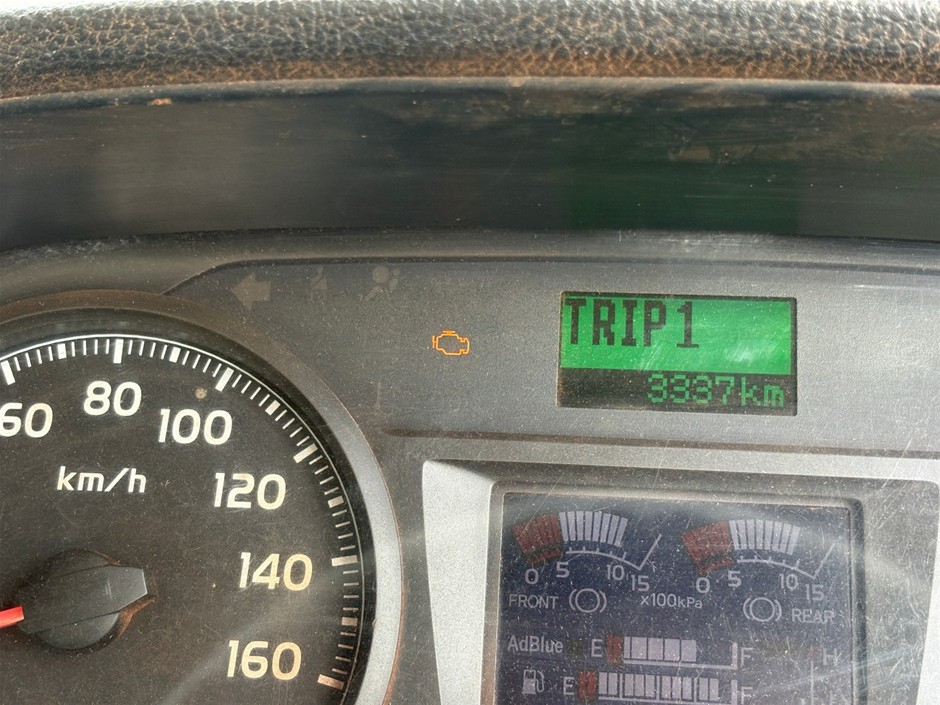 TRIP1
3337km
60
80
100
120
140
160
km/h
0 5 10 15
0 5 10 15
FRONT x100kPa REAR
AdBlue E F H
E F